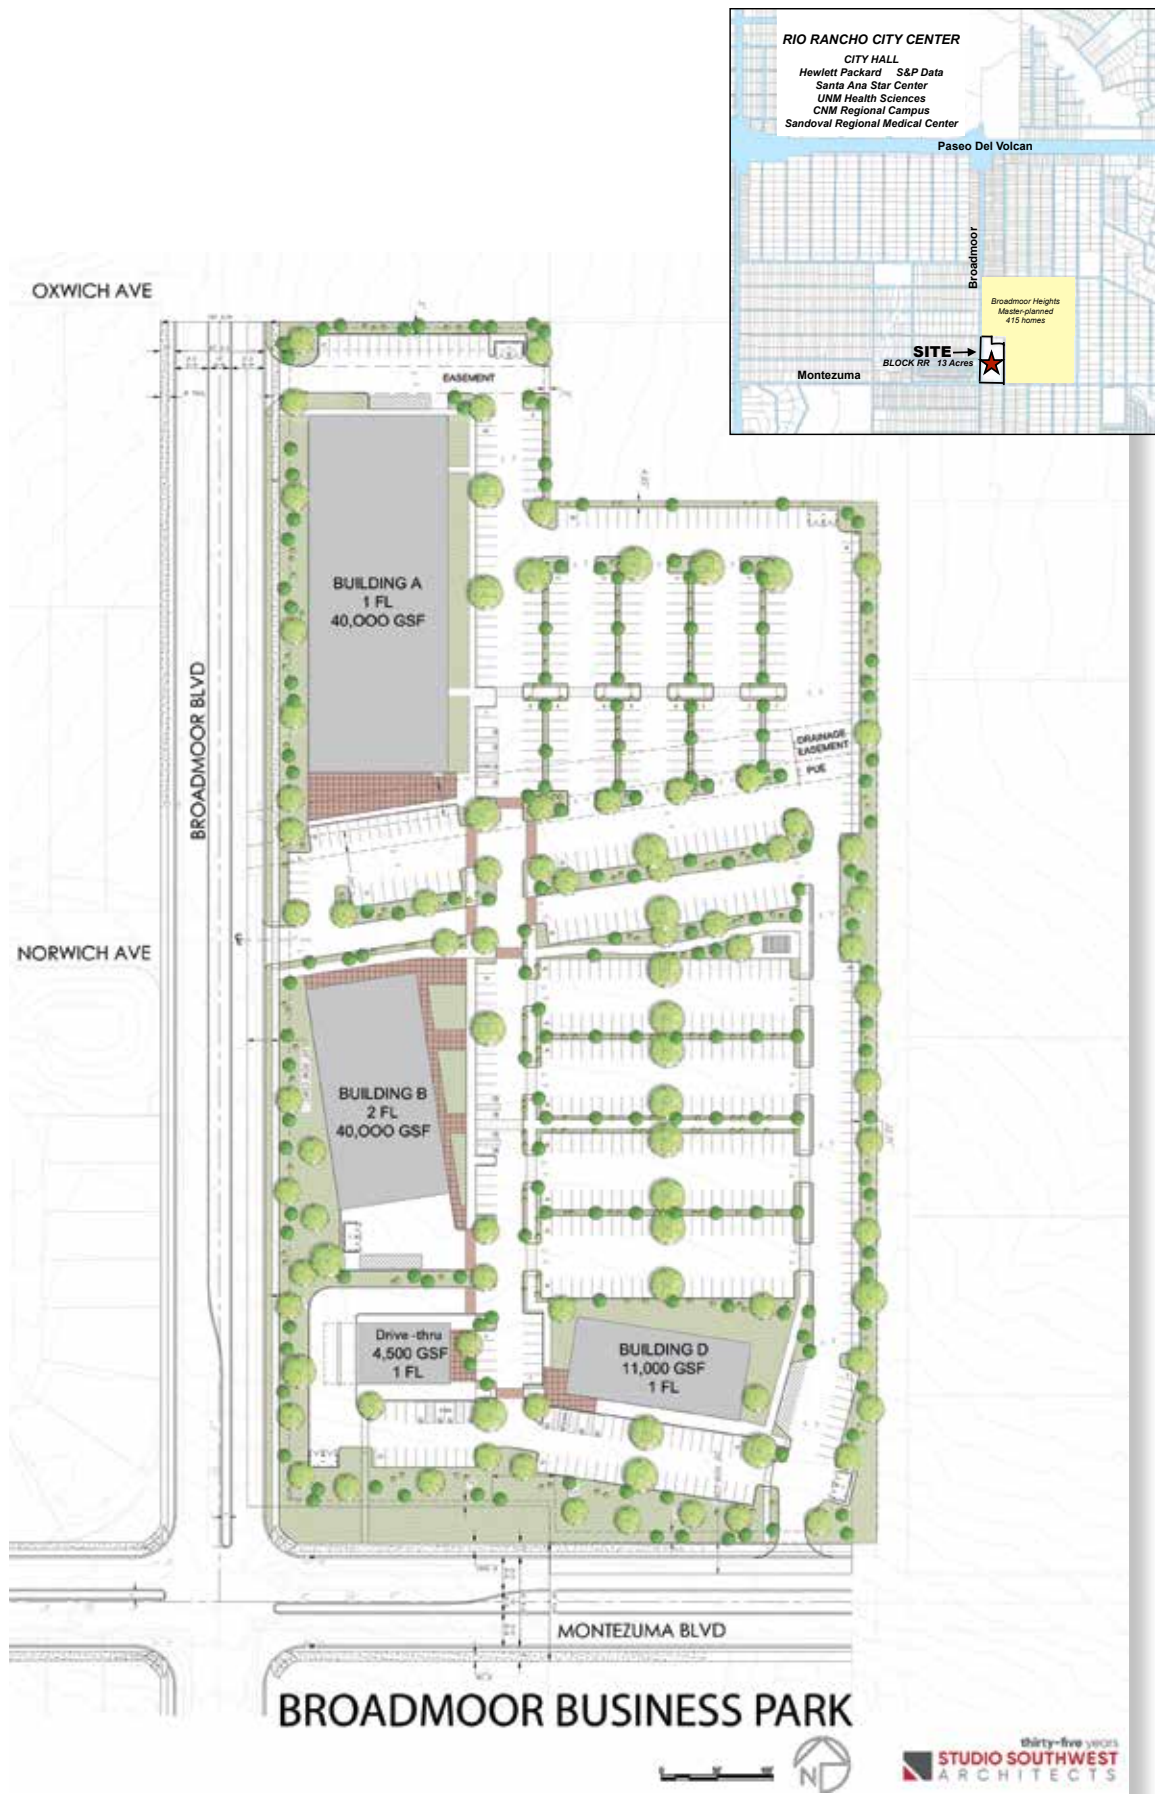 RIO RANCHO CITY CENTER
CITY HALL
Hewlett Packard S&P Data
Santa Ana Star Center
UNM Health Sciences
CNM Regional Campus
Sandoval Regional Medical Center
Paseo Del Volcan
Broadmoor
Broadmoor Heights
Master-planned
415 homes
SITE
BLOCK RR 13 Acres
Montezuma
OXWICH AVE
EASEMENT
BUILDING A
1 FL
40,000 GSF
BROADMOOR BLVD
DRAINAGE
EASEMENT
PUE
NORWICH AVE
BUILDING B
2 FL
40,000 GSF
Drive-thru
4,500 GSF
1 FL
BUILDING D
11,000 GSF
1 FL
MONTEZUMA BLVD
BROADMOOR BUSINESS PARK
N
thirty-five years
STUDIO SOUTHWEST
ARCHITECTS